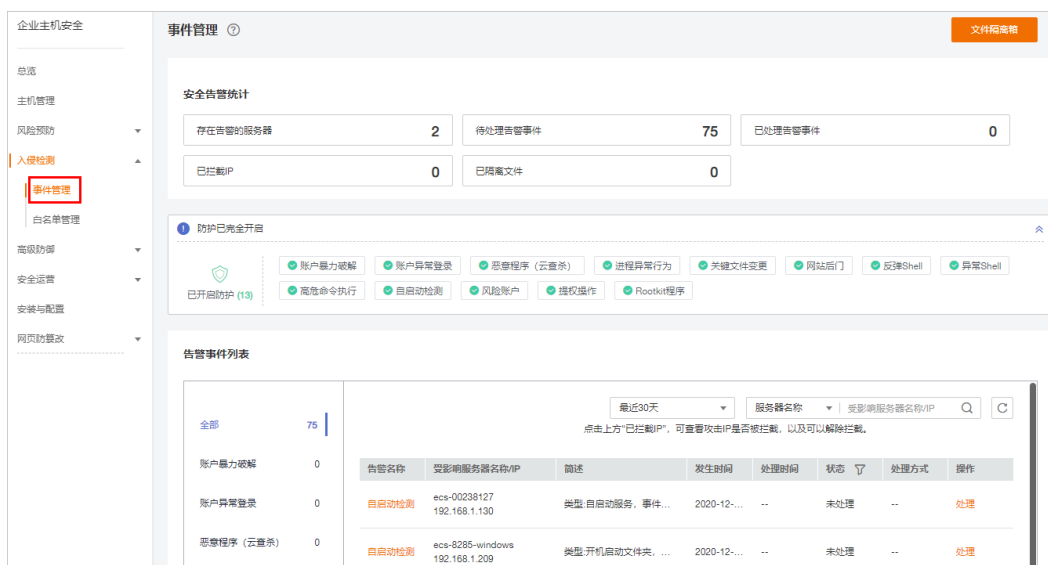 企业主机安全
总览
主机管理
风险预防
入侵检测
事件管理
白名单管理
高级防御
安全运营
安装与配置
网页防篡改
事件管理
文件隔离箱
安全告警统计
存在告警的服务器 2
待处理告警事件 75
已处理告警事件 0
已拦截IP 0
已隔离文件 0
防护已完全开启
已开启防护 (13)
账户暴力破解 账户异常登录 恶意程序（云查杀） 进程异常行为 关键文件变更 网站后门 反弹Shell 异常Shell
高危命令执行 自启动检测 风险账户 提权操作 Rootkit程序
告警事件列表
全部 75
账户暴力破解 0
账户异常登录 0
恶意程序（云查杀） 0
最近30天 服务器名称 受影响服务器名称/IP
点击上方"已拦截IP"，可查看攻击IP是否被拦截，以及可以解除拦截。
告警名称 受影响服务器名称/IP 简述 发生时间 处理时间 状态 处理方式 操作
自启动检测 ecs-00238127 类型:自启动服务，事件... 2020-12-... -- 未处理 -- 处理
192.168.1.130
自启动检测 ecs-8285-windows 类型:开机启动文件夹，... 2020-12-... -- 未处理 -- 处理
192.168.1.209